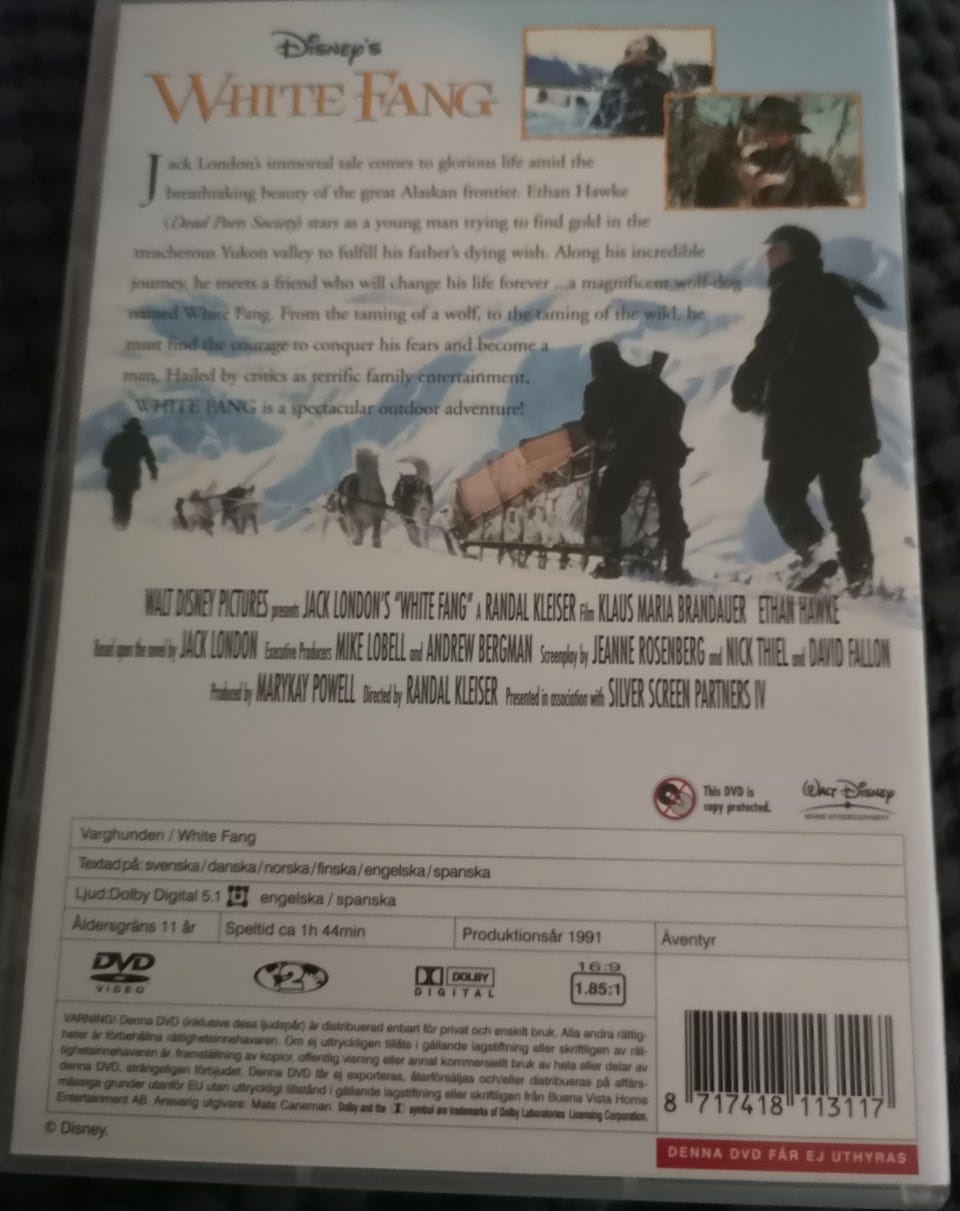 Disney's
WHITE FANG
Jack London's immortal tale comes to glorious life amid the
breathtaking beauty of the great Alaskan frontier. Ethan Hawke
(Dead Poets Society) stars as a young man trying to find gold in the
treacherous Yukon valley to fulfill his father's dying wish. Along his incredible
journey, he meets a friend who will change his life forever ...a magnificent wolf-dog
named White Fang. From the taming of a wolf, to the taming of the wild, he
must find the courage to conquer his fears and become a
man. Hailed by critics as terrific family entertainment,
WHITE FANG is a spectacular outdoor adventure!
WALT DISNEY PICTURES presents JACK LONDON'S "WHITE FANG" A RANDAL KLEISER Film KLAUS MARIA BRANDAUER ETHAN HAWKE
Based upon the novel by JACK LONDON Executive Producers MIKE LOBELL and ANDREW BERGMAN Screenplay by JEANNE ROSENBERG and NICK THIEL and DAVID FALLON
Produced by MARYKAY POWELL Directed by RANDAL KLEISER Presented in association with SILVER SCREEN PARTNERS IV
This DVD is
copy protected.
WALT DISNEY
HOME ENTERTAINMENT
Varghunden / White Fang
Textad på: svenska/danska/norska/finska/engelska/spanska
Ljud:Dolby Digital 5.1 engelska / spanska
Åldersgräns 11 år Speltid ca 1h 44min Produktionsår 1991 Äventyr
DVD
VIDEO
2
DOLBY
DIGITAL
16:9
1.85:1
VARNING! Denna DVD (inklusive dess ljudspår) är distribuerad enbart för privat och enskilt bruk. Alla andra rättig-
heter är förbehållna rättighetsinnehavaren. Om ej uttryckligen tillåts i gällande lagstiftning eller skriftligen av rät-
tighetsinnehavaren är, framställning av kopior, offentlig visning eller annat kommersiellt bruk av hela eller delar av
denna DVD, strängeligen förbjudet. Denna DVD får ej exporteras, återförsäljas och/eller distribueras på affärs-
mässiga grunder utanför EU utan uttryckligt tillstånd i gällande lagstiftning eller skriftligen från Buena Vista Home
Entertainment AB. Ansvarig utgivare: Mats Caneman. Dolby and the symbol are trademarks of Dolby Laboratories Licensing Corporation.
8 717418 113117
© Disney.
DENNA DVD FÅR EJ UTHYRAS